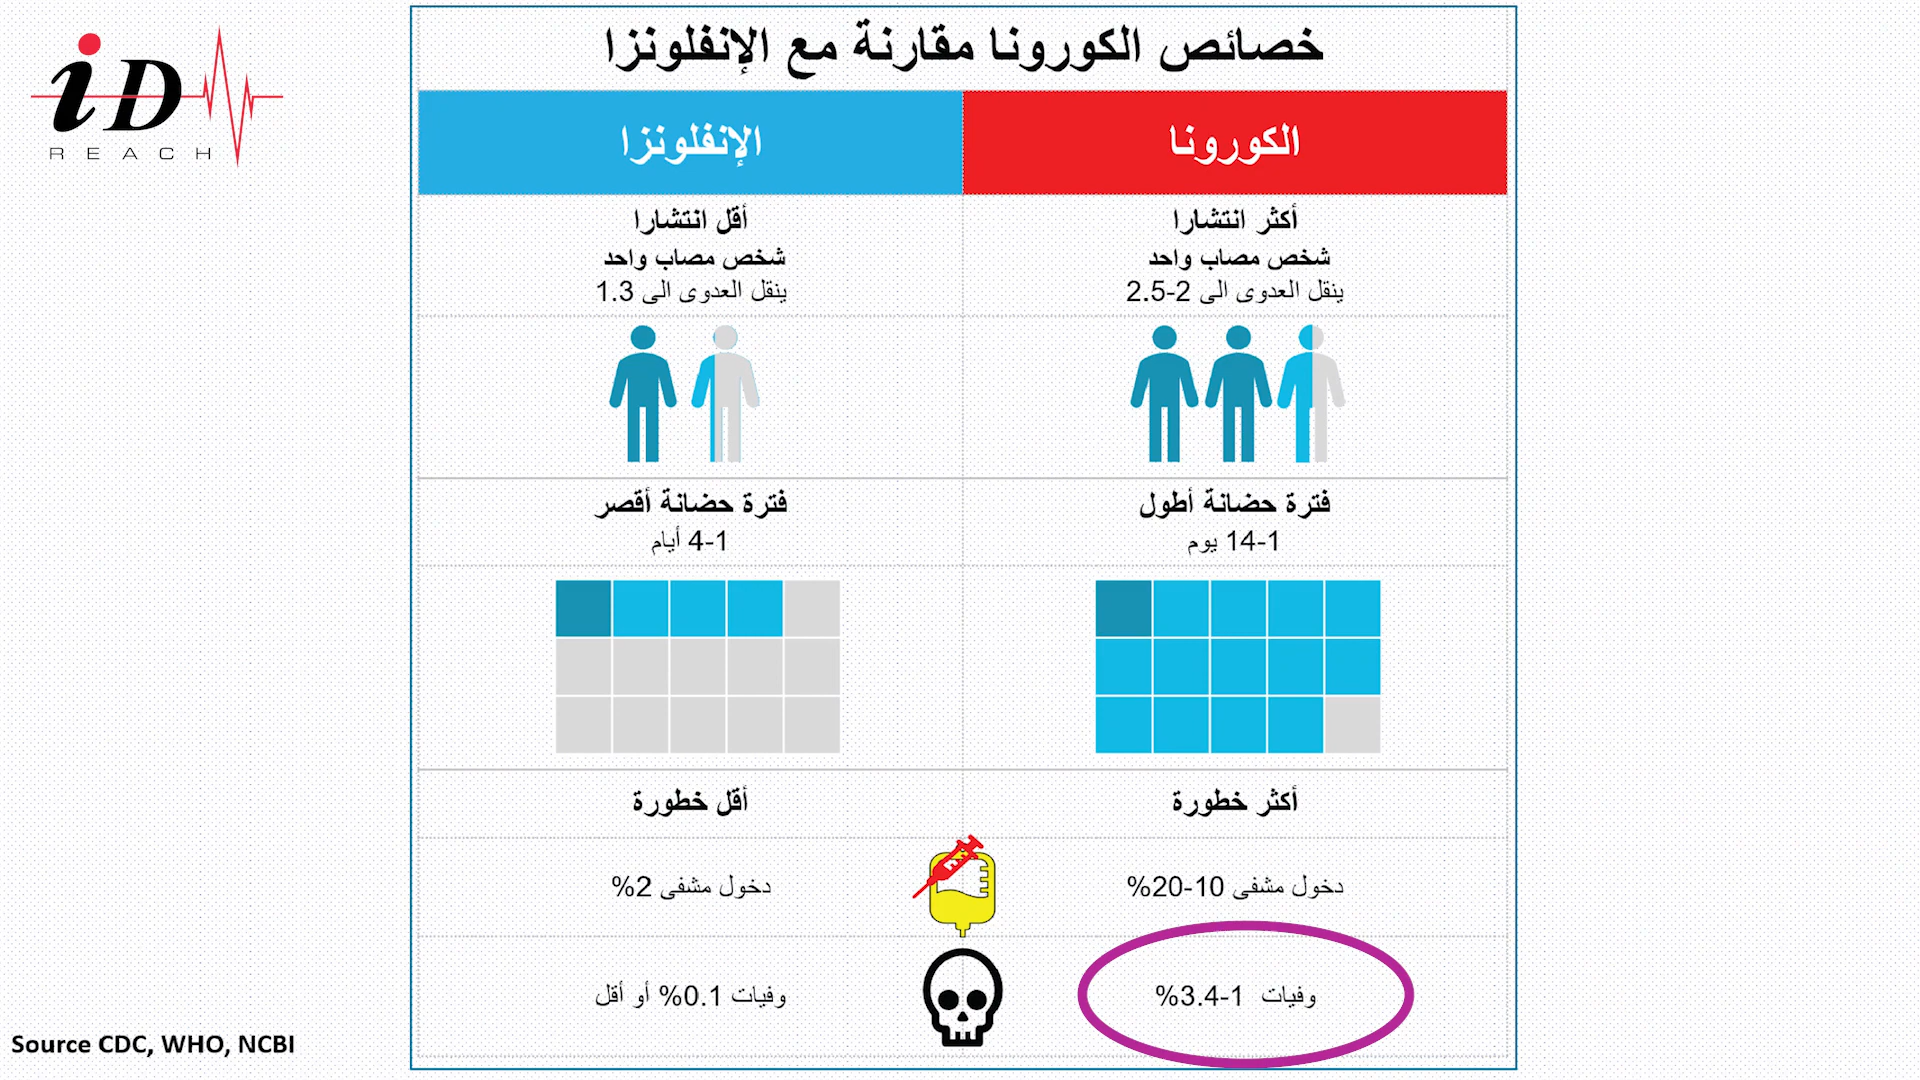 iD
REACH
خصائص الكورونا مقارنة مع الإنفلونزا
الكورونا
الإنفلونزا
أكثر انتشارا
شخص مصاب واحد
ينقل العدوى الى 2-2.5
أقل انتشارا
شخص مصاب واحد
ينقل العدوى الى 1.3
فترة حضانة أطول
1-14 يوم
فترة حضانة أقصر
1-4 أيام
أكثر خطورة
أقل خطورة
دخول مشفى 10-20%
دخول مشفى 2%
وفيات 1-3.4%
وفيات 0.1% أو أقل
Source CDC, WHO, NCBI